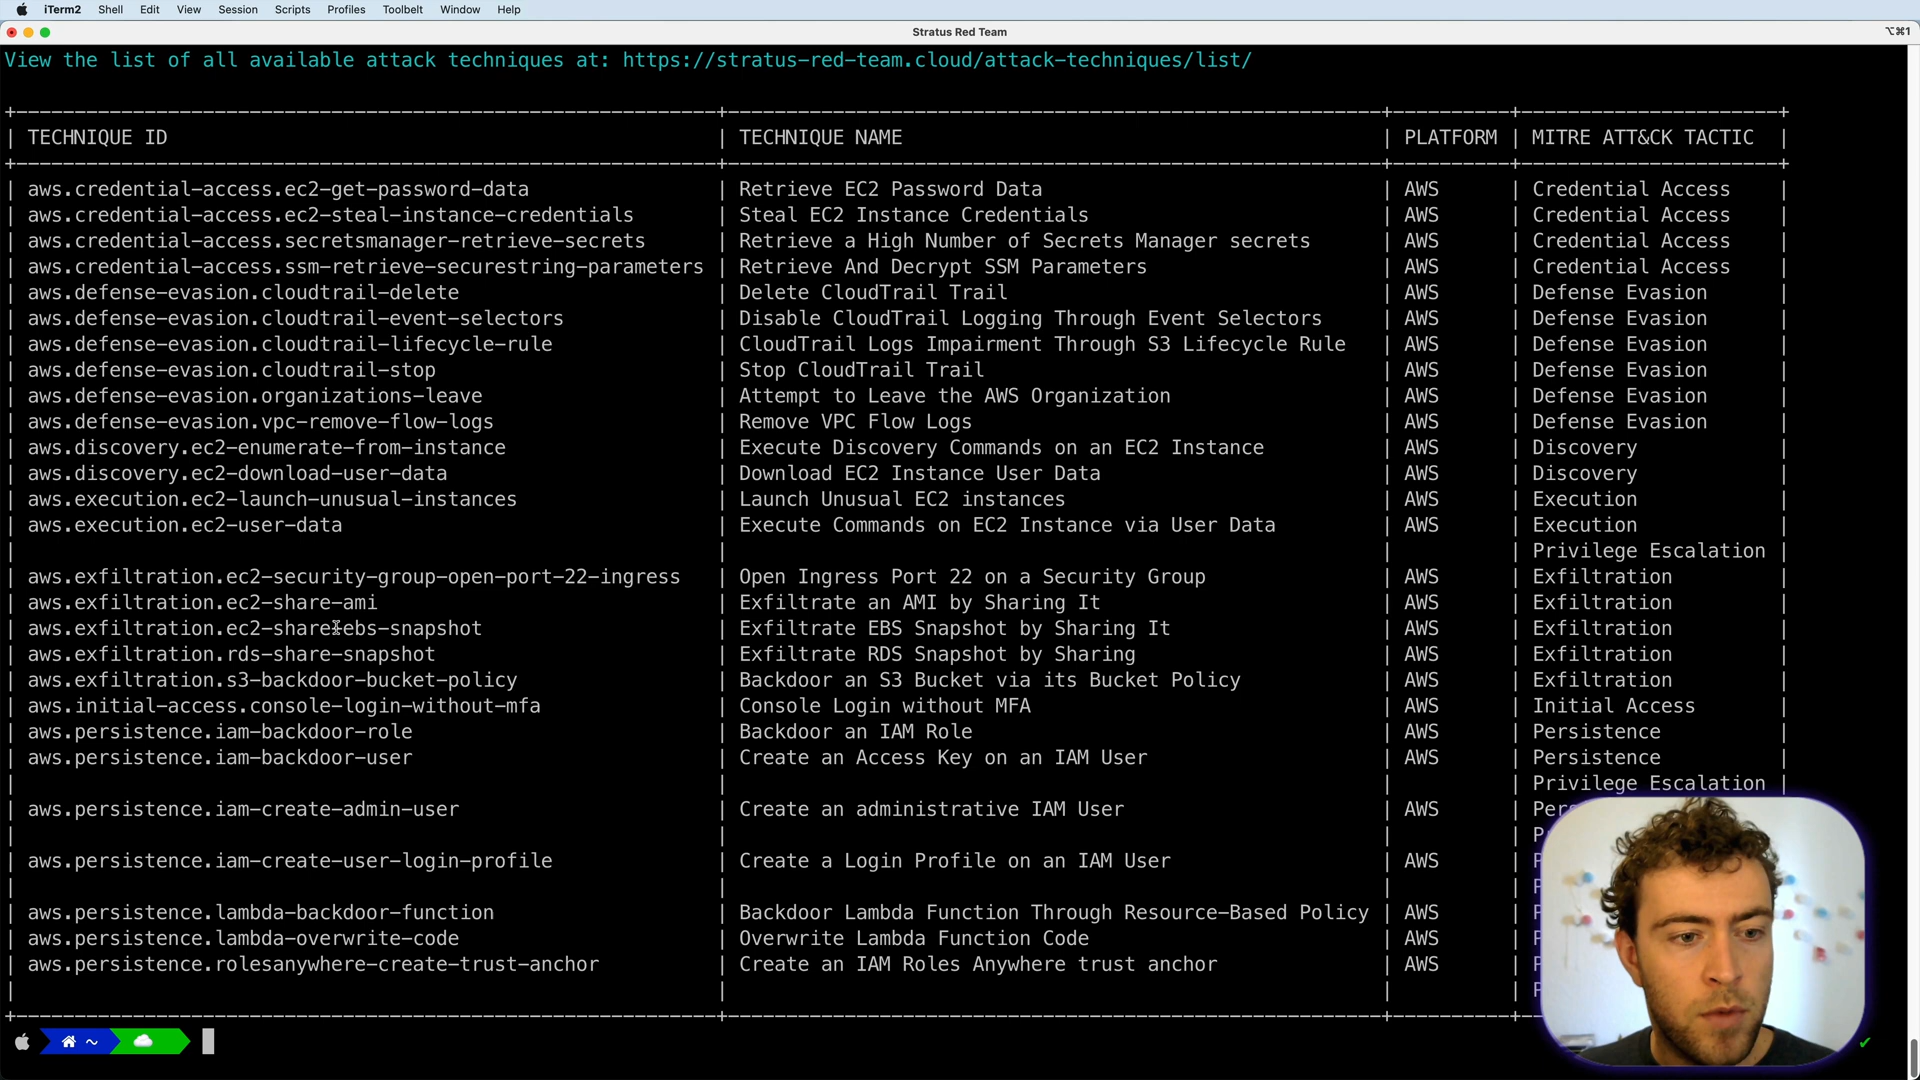 iTerm2 Shell Edit View Session Scripts Profiles Toolbelt Window Help
Stratus Red Team ⌥⌘1
View the list of all available attack techniques at: https://stratus-red-team.cloud/attack-techniques/list/
TECHNIQUE ID | TECHNIQUE NAME | PLATFORM | MITRE ATT&CK TACTIC
aws.credential-access.ec2-get-password-data | Retrieve EC2 Password Data | AWS | Credential Access
aws.credential-access.ec2-steal-instance-credentials | Steal EC2 Instance Credentials | AWS | Credential Access
aws.credential-access.secretsmanager-retrieve-secrets | Retrieve a High Number of Secrets Manager secrets | AWS | Credential Access
aws.credential-access.ssm-retrieve-securestring-parameters | Retrieve And Decrypt SSM Parameters | AWS | Credential Access
aws.defense-evasion.cloudtrail-delete | Delete CloudTrail Trail | AWS | Defense Evasion
aws.defense-evasion.cloudtrail-event-selectors | Disable CloudTrail Logging Through Event Selectors | AWS | Defense Evasion
aws.defense-evasion.cloudtrail-lifecycle-rule | CloudTrail Logs Impairment Through S3 Lifecycle Rule | AWS | Defense Evasion
aws.defense-evasion.cloudtrail-stop | Stop CloudTrail Trail | AWS | Defense Evasion
aws.defense-evasion.organizations-leave | Attempt to Leave the AWS Organization | AWS | Defense Evasion
aws.defense-evasion.vpc-remove-flow-logs | Remove VPC Flow Logs | AWS | Defense Evasion
aws.discovery.ec2-enumerate-from-instance | Execute Discovery Commands on an EC2 Instance | AWS | Discovery
aws.discovery.ec2-download-user-data | Download EC2 Instance User Data | AWS | Discovery
aws.execution.ec2-launch-unusual-instances | Launch Unusual EC2 instances | AWS | Execution
aws.execution.ec2-user-data | Execute Commands on EC2 Instance via User Data | AWS | Execution
Privilege Escalation
aws.exfiltration.ec2-security-group-open-port-22-ingress | Open Ingress Port 22 on a Security Group | AWS | Exfiltration
aws.exfiltration.ec2-share-ami | Exfiltrate an AMI by Sharing It | AWS | Exfiltration
aws.exfiltration.ec2-share-ebs-snapshot | Exfiltrate EBS Snapshot by Sharing It | AWS | Exfiltration
aws.exfiltration.rds-share-snapshot | Exfiltrate RDS Snapshot by Sharing | AWS | Exfiltration
aws.exfiltration.s3-backdoor-bucket-policy | Backdoor an S3 Bucket via its Bucket Policy | AWS | Exfiltration
aws.initial-access.console-login-without-mfa | Console Login without MFA | AWS | Initial Access
aws.persistence.iam-backdoor-role | Backdoor an IAM Role | AWS | Persistence
aws.persistence.iam-backdoor-user | Create an Access Key on an IAM User | AWS | Persistence
Privilege Escalation
aws.persistence.iam-create-admin-user | Create an administrative IAM User | AWS
aws.persistence.iam-create-user-login-profile | Create a Login Profile on an IAM User | AWS
aws.persistence.lambda-backdoor-function | Backdoor Lambda Function Through Resource-Based Policy | AWS
aws.persistence.lambda-overwrite-code | Overwrite Lambda Function Code | AWS
aws.persistence.rolesanywhere-create-trust-anchor | Create an IAM Roles Anywhere trust anchor | AWS
~